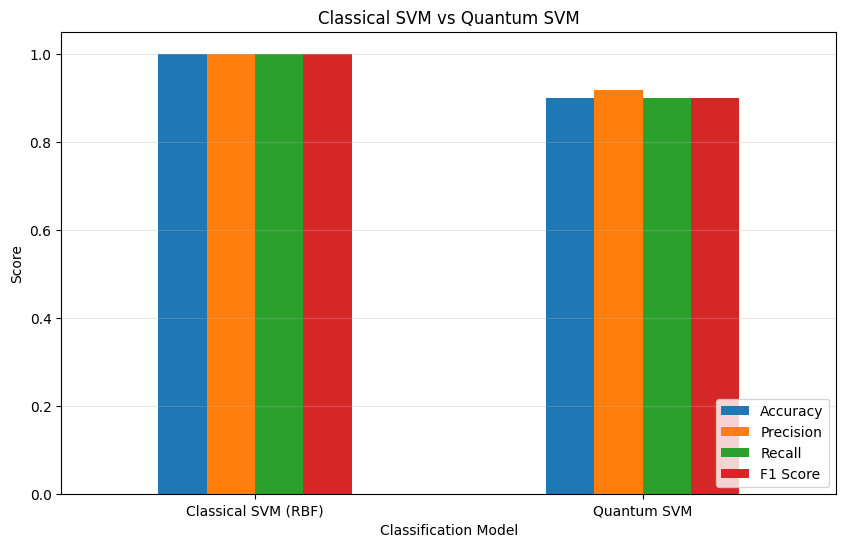 Classical SVM vs Quantum SVM
Score
1.0
0.8
0.6
0.4
0.2
0.0
Accuracy
Precision
Recall
F1 Score
Classical SVM (RBF)
Quantum SVM
Classification Model